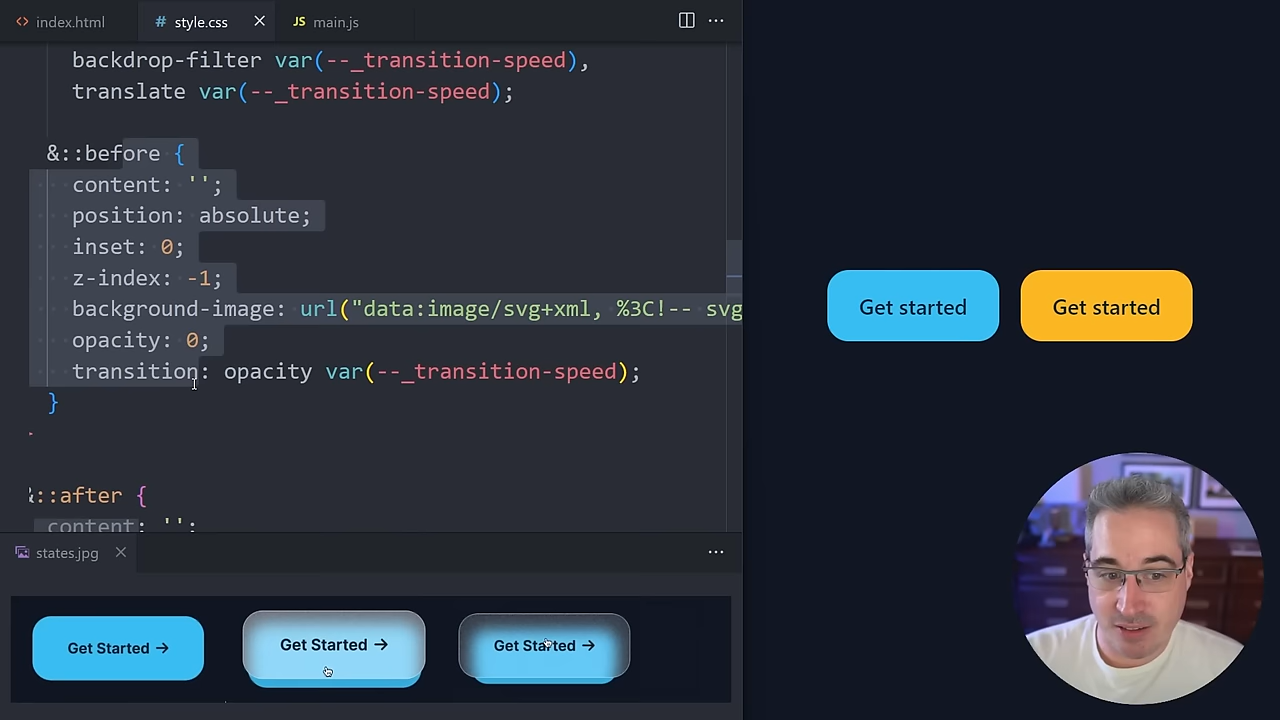 index.html
# style.css
JS main.js
backdrop-filter var(--_transition-speed),
translate var(--_transition-speed);
&::before {
content: '';
position: absolute;
inset: 0;
z-index: -1;
background-image: url("data:image/svg+xml, %3C!-- svg
opacity: 0;
transition: opacity var(--_transition-speed);
}
&::after {
content: '';
Get started
Get started
states.jpg
Get Started →
Get Started →
Get Started →